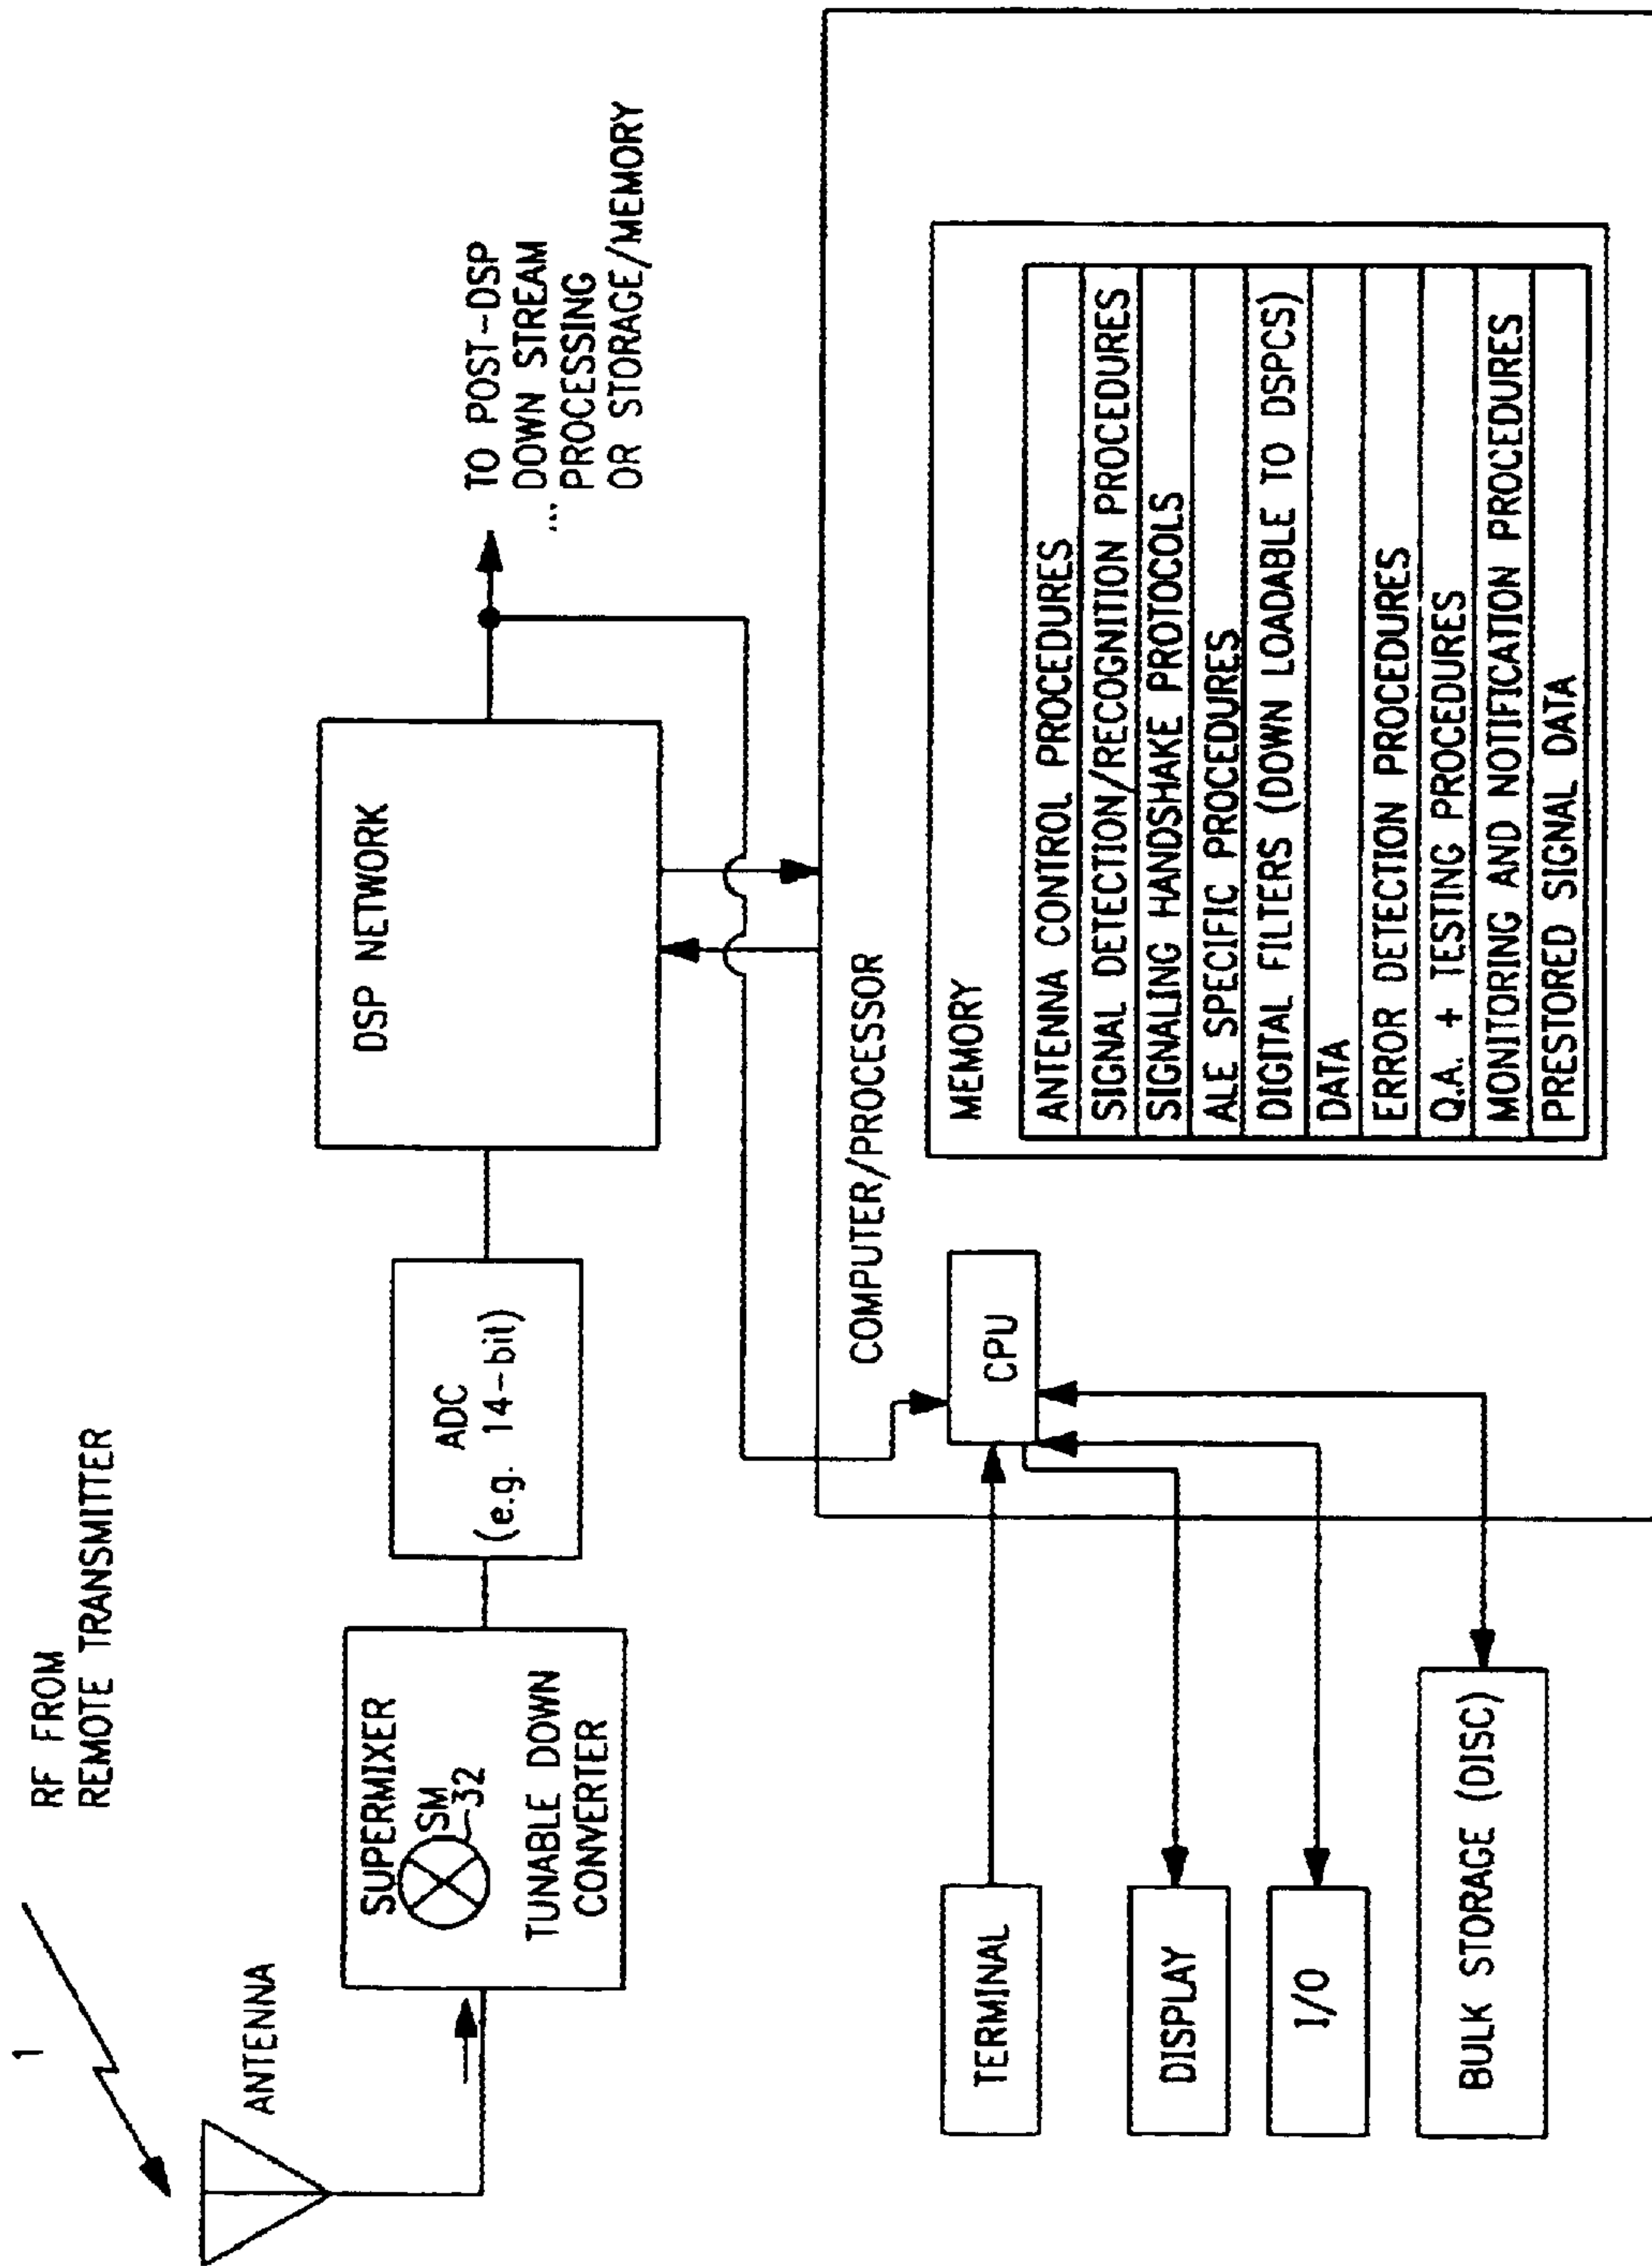 1
RF FROM
REMOTE TRANSMITTER
ANTENNA
SUPERMIXER
SM
32
TUNABLE DOWN
CONVERTER
ADC
(e.g. 14-bit)
DSP NETWORK
TO POST-DSP
DOWN STREAM
... PROCESSING
OR STORAGE/MEMORY
COMPUTER/PROCESSOR
CPU
TERMINAL
DISPLAY
I/O
BULK STORAGE (DISC)
MEMORY
ANTENNA CONTROL PROCEDURES
SIGNAL DETECTION/RECOGNITION PROCEDURES
SIGNALING HANDSHAKE PROTOCOLS
ALE SPECIFIC PROCEDURES
DIGITAL FILTERS (DOWN LOADABLE TO DSPCS)
DATA
ERROR DETECTION PROCEDURES
Q.A. + TESTING PROCEDURES
MONITORING AND NOTIFICATION PROCEDURES
PRESTORED SIGNAL DATA